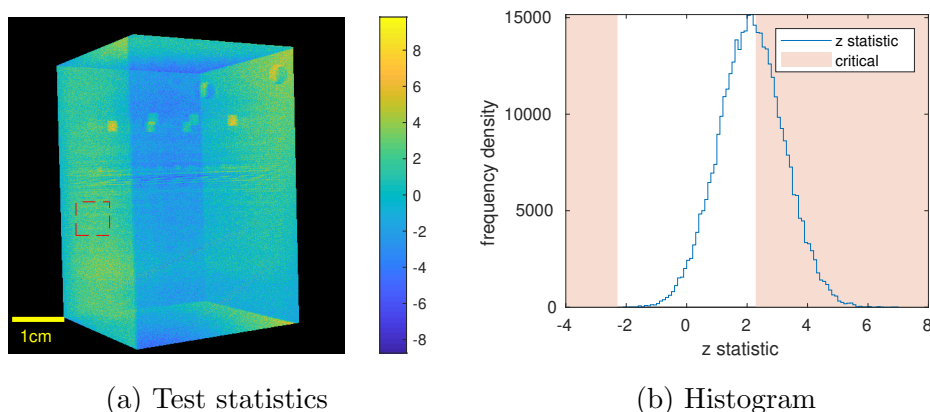 8
6
4
2
0
-2
-4
-6
-8
1cm
(a) Test statistics
15000
10000
5000
0
frequency density
-4
-2
0
2
4
6
8
z statistic
z statistic
critical
(b) Histogram